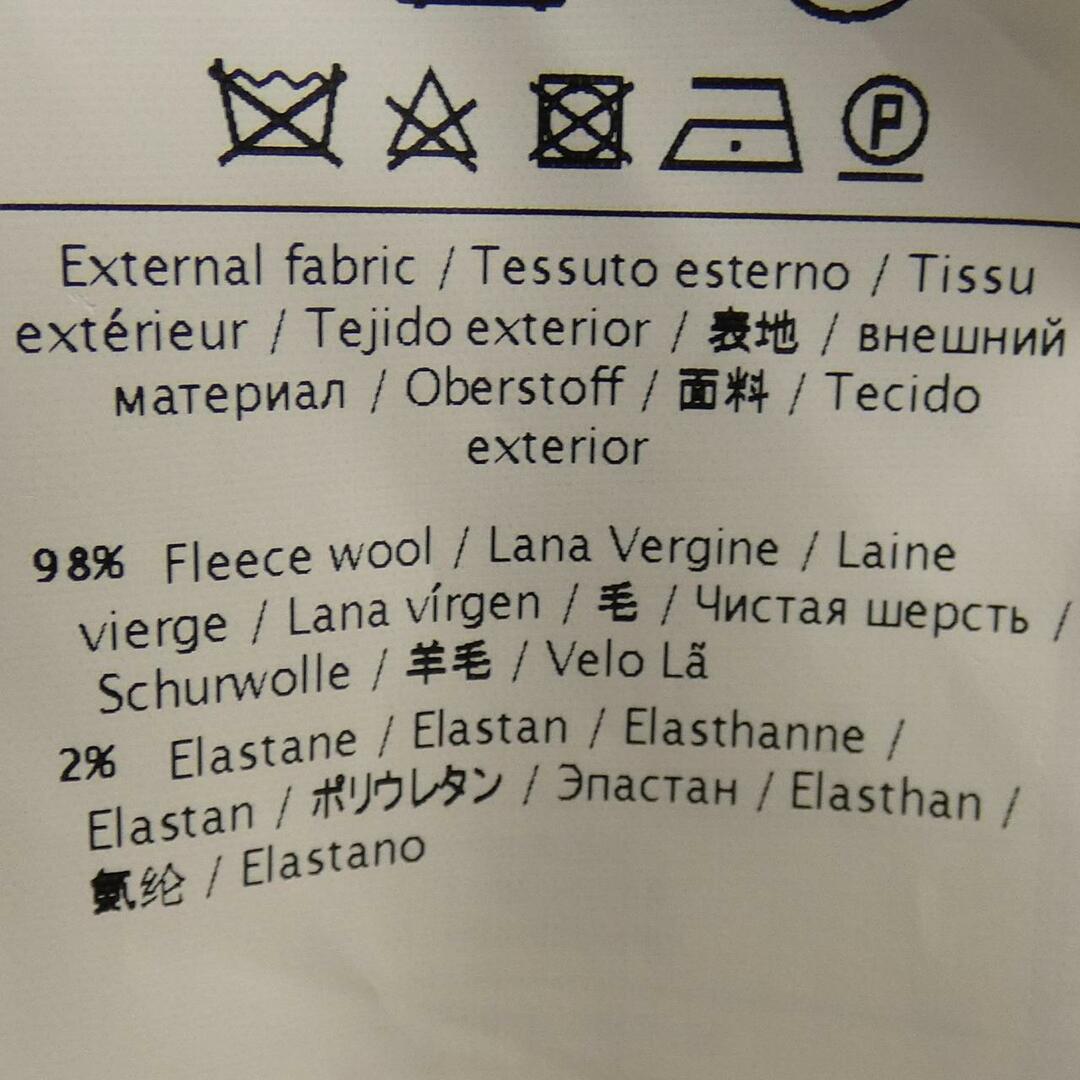 P
External fabric / Tessuto esterno / Tissu
extérieur / Tejido exterior / 表地 / внешний
материал / Oberstoff / 面料 / Tecido
exterior
98% Fleece wool / Lana Vergine / Laine
vierge / Lana vírgen / 毛 / Чистая шерсть /
Schurwolle / 羊毛 / Velo Lã
2% Elastane / Elastan / Elasthanne /
Elastan / ポリウレタン / Эпастан / Elasthan /
氨纶 / Elastano